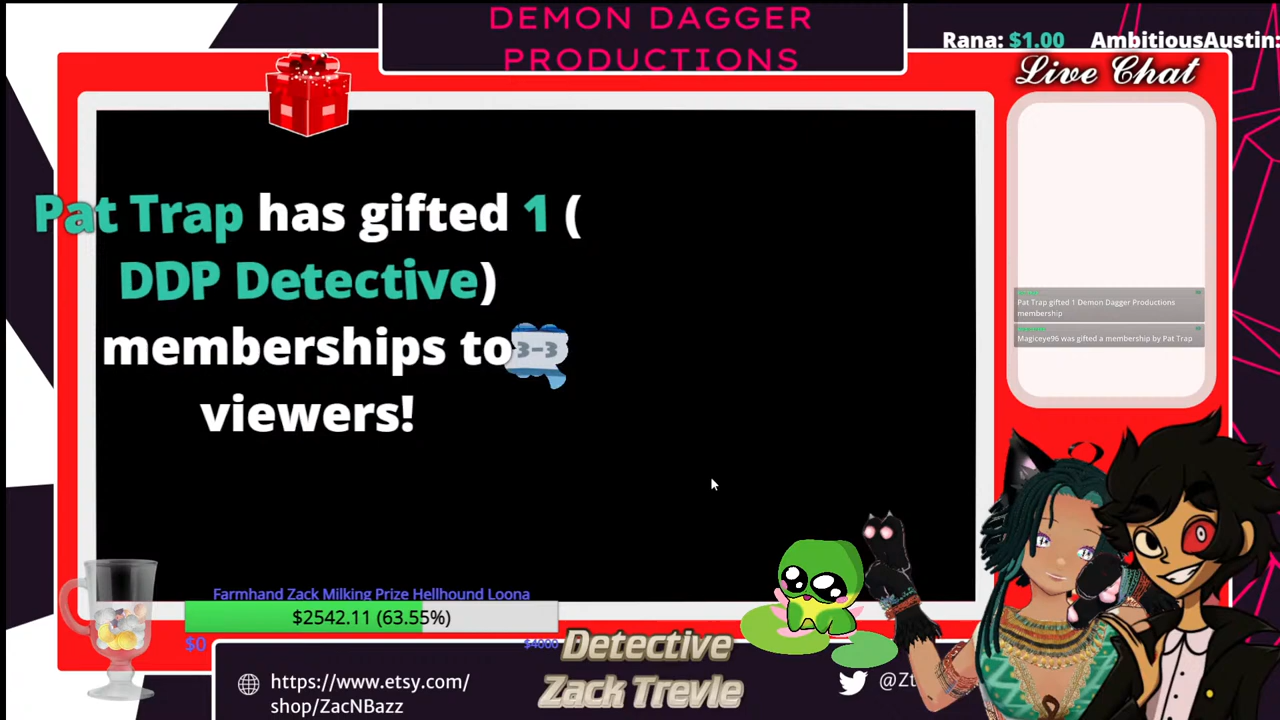 DEMON DAGGER
PRODUCTIONS
Rana: $1.00 AmbitiousAustin:
Live Chat
Pat Trap has gifted 1 (
DDP Detective)
memberships to
3-3
viewers!
Pat Trap gifted 1 Demon Dagger Productions
membership
Magiceye96 was gifted a membership by Pat Trap
Farmhand Zack Milking Prize Hellhound Loona
$2542.11 (63.55%)
$0
$4000
Detective
Zack Trevle
https://www.etsy.com/
shop/ZacNBazz